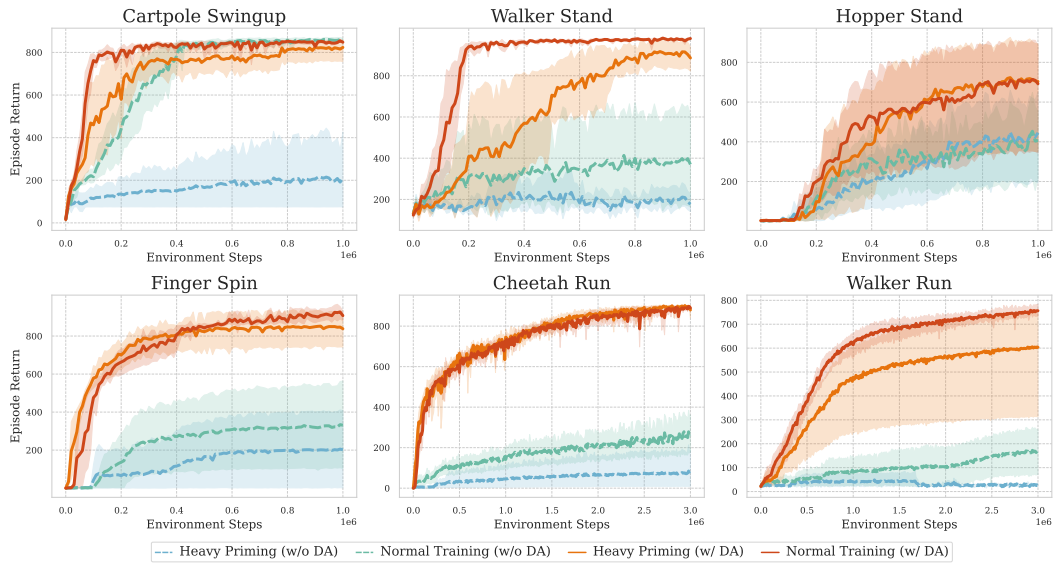 Cartpole Swingup
Walker Stand
Hopper Stand
Episode Return
800
600
400
200
0
0.0 0.2 0.4 0.6 0.8 1.0
1e6
Environment Steps
800
600
400
200
0.0 0.2 0.4 0.6 0.8 1.0
1e6
Environment Steps
800
600
400
200
0.0 0.2 0.4 0.6 0.8 1.0
1e6
Environment Steps
Finger Spin
Cheetah Run
Walker Run
Episode Return
800
600
400
200
0.0 0.2 0.4 0.6 0.8 1.0
1e6
Environment Steps
800
600
400
200
0
0.0 0.5 1.0 1.5 2.0 2.5 3.0
1e6
Environment Steps
800
700
600
500
400
300
200
100
0
0.0 0.5 1.0 1.5 2.0 2.5 3.0
1e6
Environment Steps
Heavy Priming (w/o DA) Normal Training (w/o DA) Heavy Priming (w/ DA) Normal Training (w/ DA)